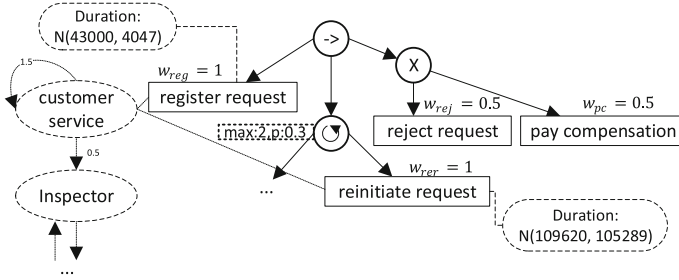 Duration:
N(43000, 4047)
->
X
1.5
w_reg = 1
customer
service
register request
w_rej = 0.5
w_pc = 0.5
max:2,p:0.3
reject request
pay compensation
0.5
w_rer = 1
Inspector
...
reinitiate request
Duration:
N(109620, 105289)
...